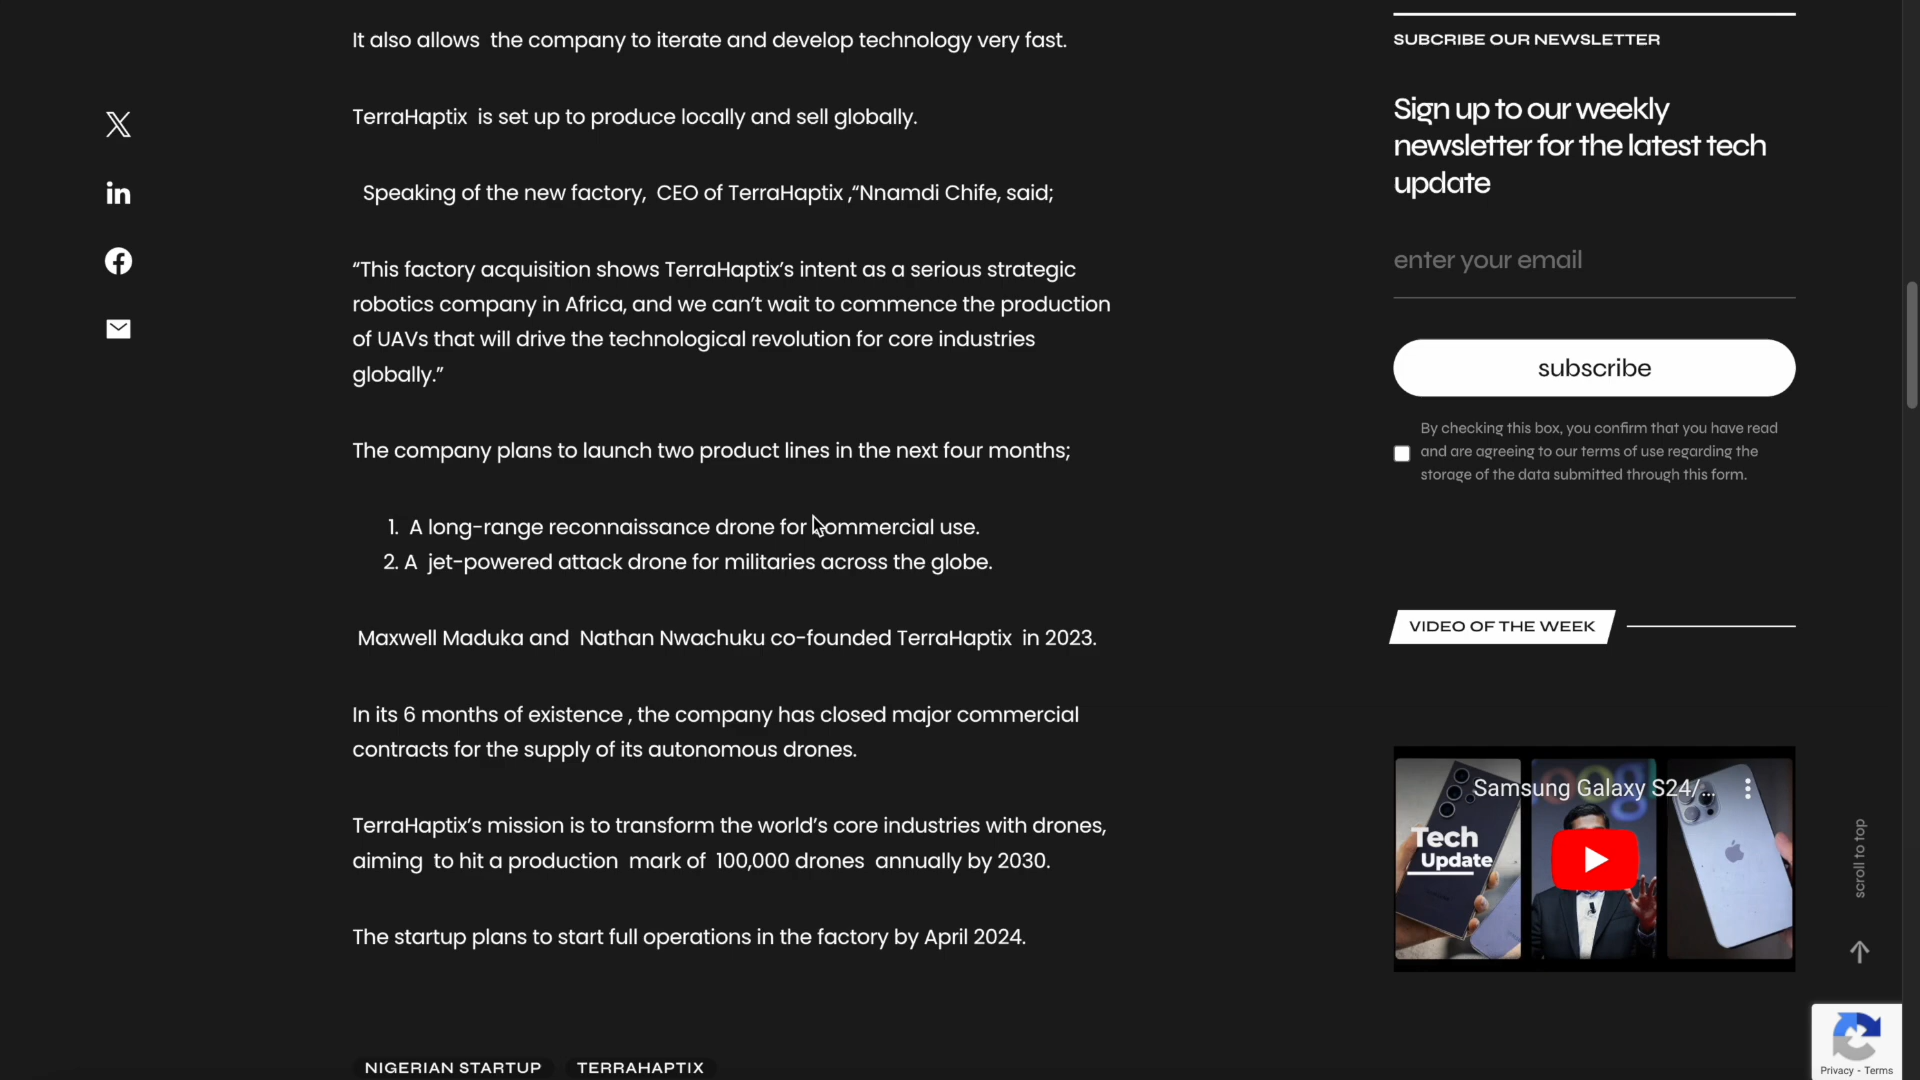 It also allows  the company to iterate and develop technology very fast.
TerraHaptix  is set up to produce locally and sell globally.
Speaking of the new factory,  CEO of TerraHaptix ,“Nnamdi Chife, said;
“This factory acquisition shows TerraHaptix’s intent as a serious strategic
robotics company in Africa, and we can’t wait to commence the production
of UAVs that will drive the technological revolution for core industries
globally.”
The company plans to launch two product lines in the next four months;
1.  A long-range reconnaissance drone for commercial use.
2. A  jet-powered attack drone for militaries across the globe.
Maxwell Maduka and  Nathan Nwachuku co-founded TerraHaptix  in 2023.
In its 6 months of existence , the company has closed major commercial
contracts for the supply of its autonomous drones.
TerraHaptix’s mission is to transform the world’s core industries with drones,
aiming  to hit a production  mark of  100,000 drones  annually by 2030.
The startup plans to start full operations in the factory by April 2024.
NIGERIAN STARTUP
TERRAHAPTIX
SUBCRIBE OUR NEWSLETTER
Sign up to our weekly
newsletter for the latest tech
update
enter your email
subscribe
By checking this box, you confirm that you have read
and are agreeing to our terms of use regarding the
storage of the data submitted through this form.
VIDEO OF THE WEEK
Samsung Galaxy S24/...
Tech
Update
scroll to top
Privacy - Terms